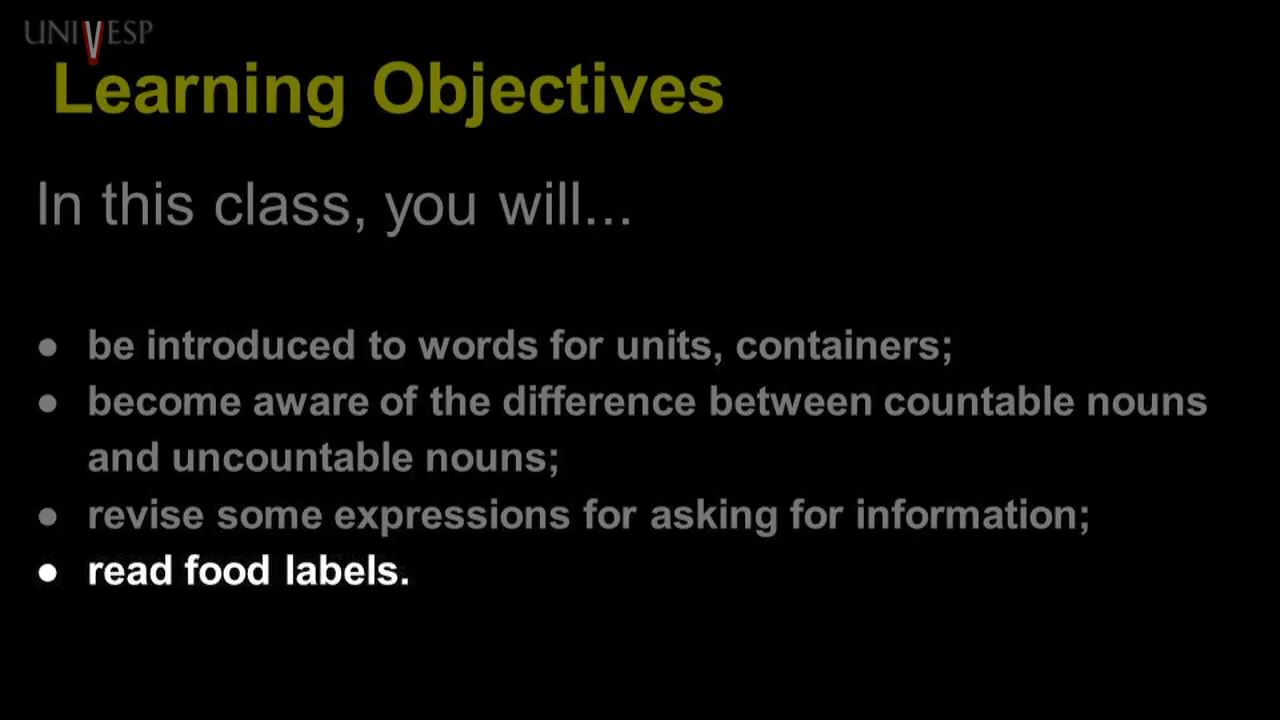 UNIVESP
Learning Objectives
In this class, you will...
● be introduced to words for units, containers;
● become aware of the difference between countable nouns
and uncountable nouns;
● revise some expressions for asking for information;
● read food labels.